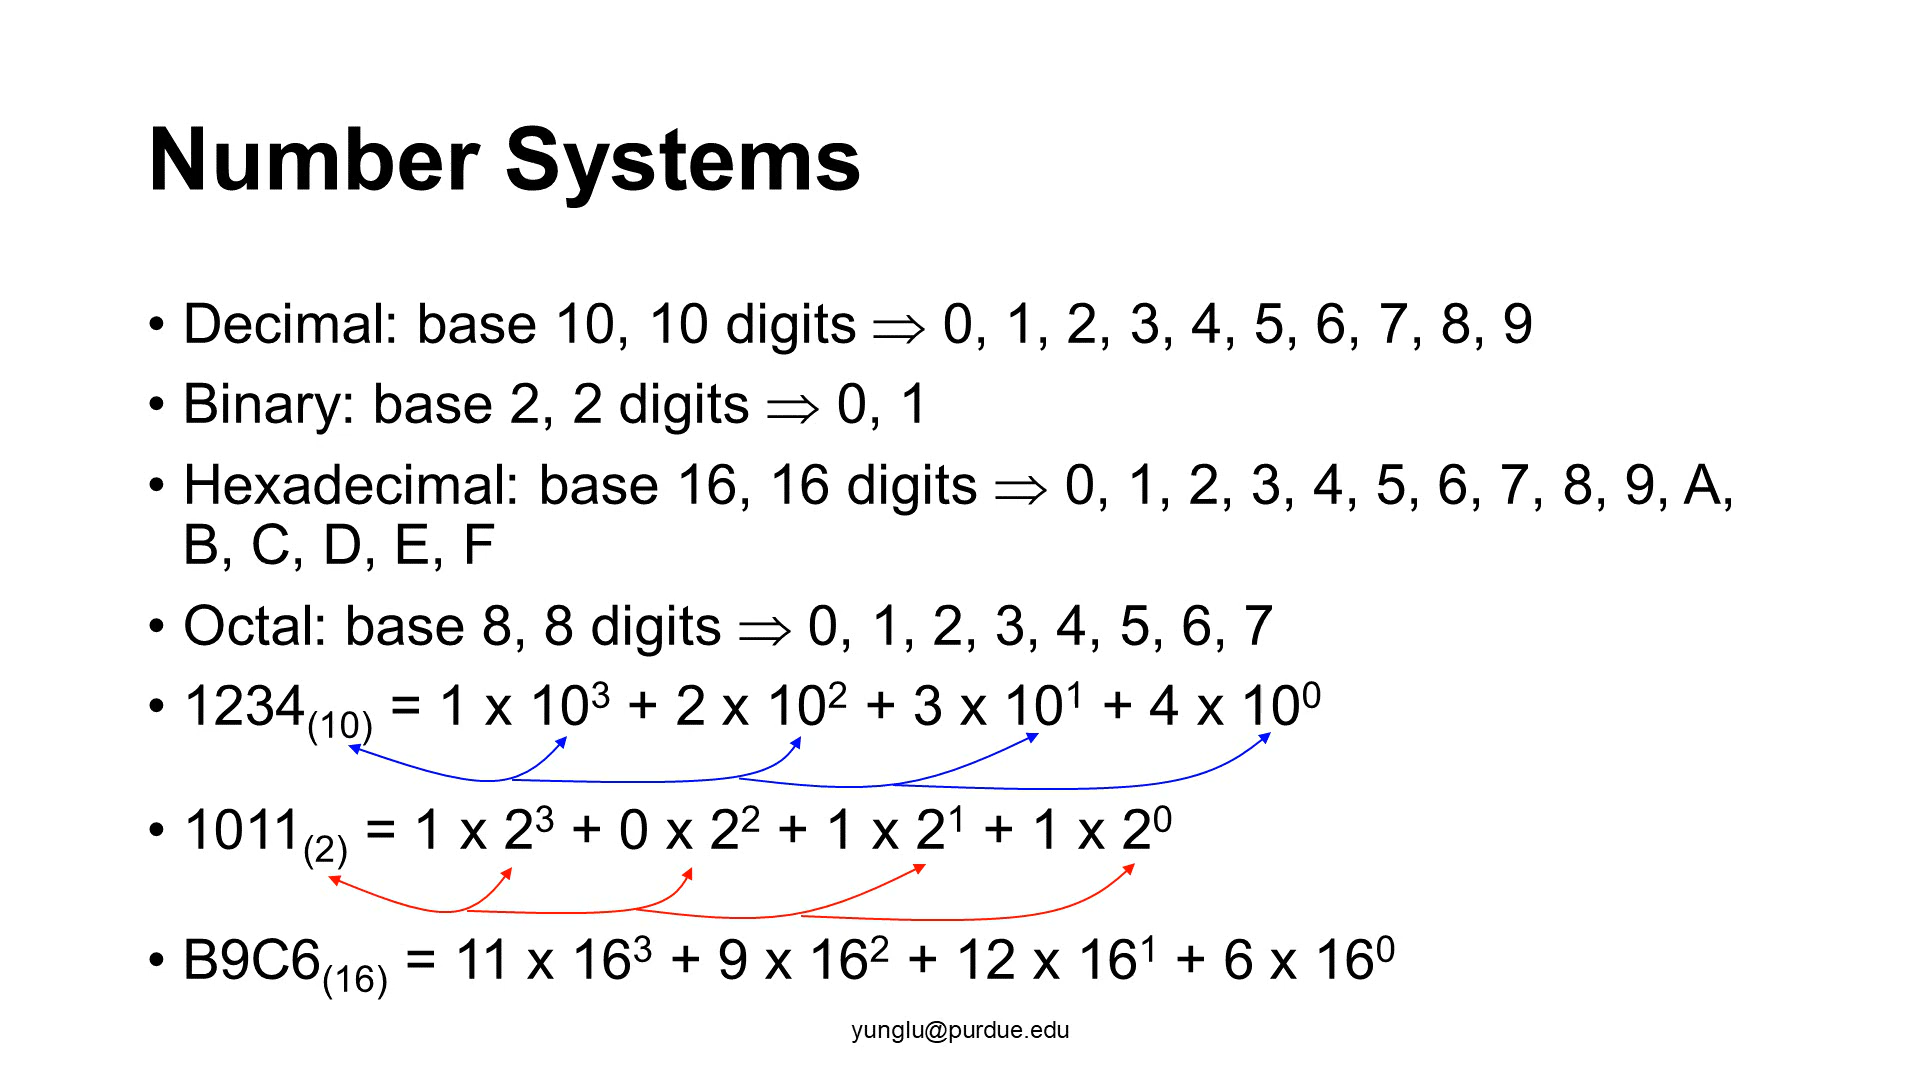 Number Systems
• Decimal: base 10, 10 digits ⇒ 0, 1, 2, 3, 4, 5, 6, 7, 8, 9
• Binary: base 2, 2 digits ⇒ 0, 1
• Hexadecimal: base 16, 16 digits ⇒ 0, 1, 2, 3, 4, 5, 6, 7, 8, 9, A,
B, C, D, E, F
• Octal: base 8, 8 digits ⇒ 0, 1, 2, 3, 4, 5, 6, 7
• 1234₍₁₀₎ = 1 x 10³ + 2 x 10² + 3 x 10¹ + 4 x 10⁰
• 1011₍₂₎ = 1 x 2³ + 0 x 2² + 1 x 2¹ + 1 x 2⁰
• B9C6₍₁₆₎ = 11 x 16³ + 9 x 16² + 12 x 16¹ + 6 x 16⁰
yunglu@purdue.edu